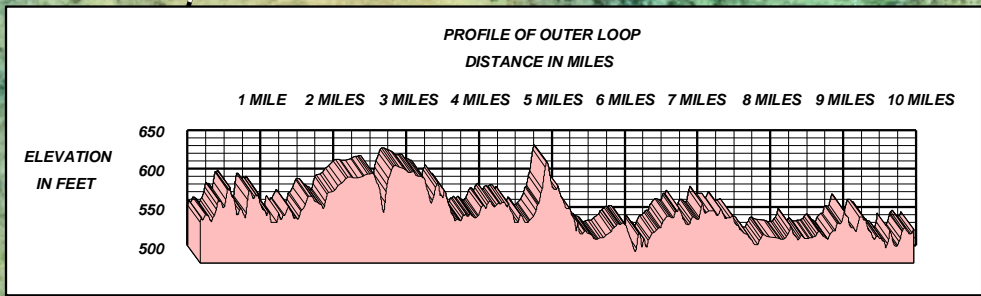 PROFILE OF OUTER LOOP
DISTANCE IN MILES
1 MILE 2 MILES 3 MILES 4 MILES 5 MILES 6 MILES 7 MILES 8 MILES 9 MILES 10 MILES
ELEVATION
IN FEET
650
600
550
500